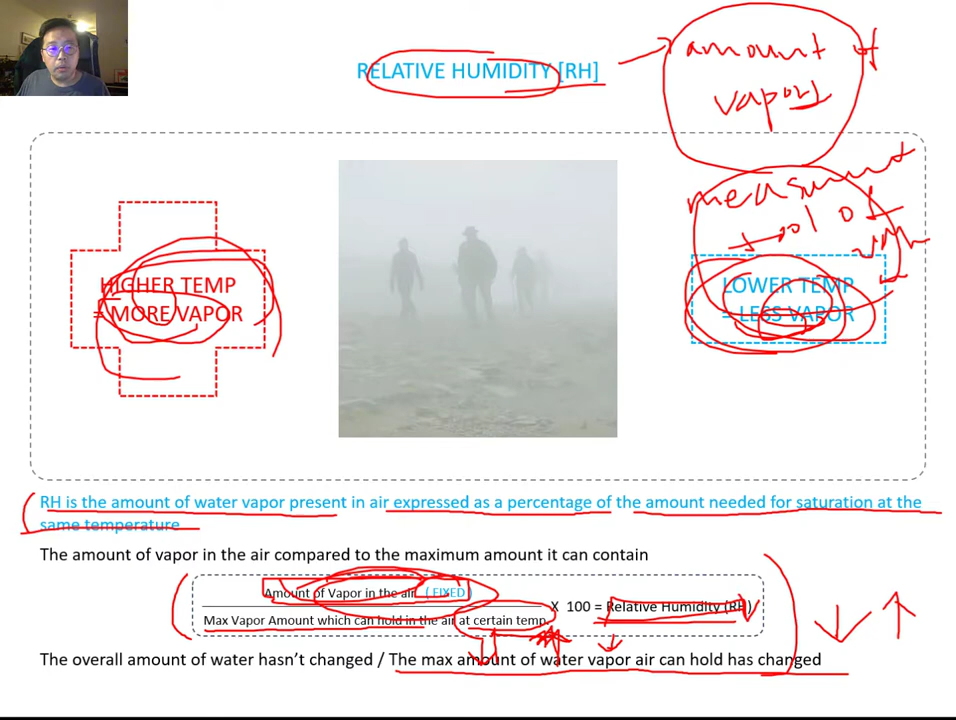 RELATIVE HUMIDITY [RH]
amount of
vapor
HIGHER TEMP
= MORE VAPOR
LOWER TEMP
= LESS VAPOR
RH is the amount of water vapor present in air expressed as a percentage of the amount needed for saturation at the
same temperature
The amount of vapor in the air compared to the maximum amount it can contain
Amount of Vapor in the air (FIXED)
Max Vapor Amount which can hold in the air at certain temp.
X 100 = Relative Humidity (RH)
The overall amount of water hasn't changed / The max amount of water vapor air can hold has changed